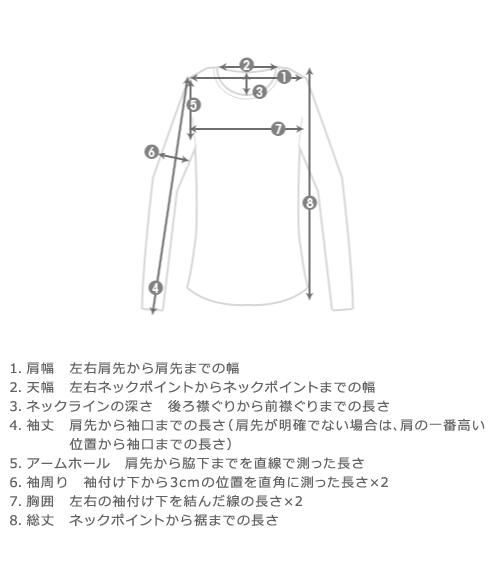 2
1
3
5
7
6
8
4
1. 肩幅　左右肩先から肩先までの幅
2. 天幅　左右ネックポイントからネックポイントまでの幅
3. ネックラインの深さ　後ろ襟ぐりから前襟ぐりまでの長さ
4. 袖丈　肩先から袖口までの長さ（肩先が明確でない場合は、肩の一番高い
位置から袖口までの長さ）
5. アームホール　肩先から脇下までを直線で測った長さ
6. 袖周り　袖付け下から3cmの位置を直角に測った長さ×2
7. 胸囲　左右の袖付け下を結んだ線の長さ×2
8. 総丈　ネックポイントから裾までの長さ